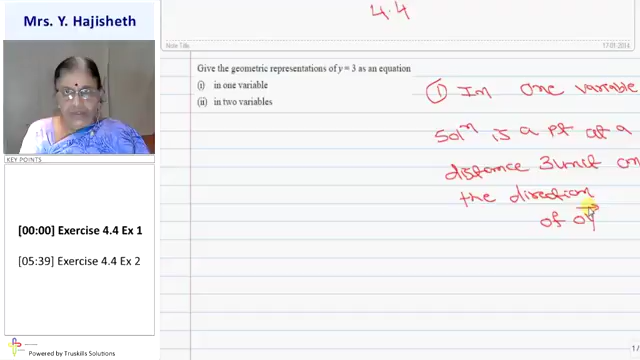 Mrs. Y. Hajisheth
4.4
Note Title
17-01-2014
Give the geometric representations of y = 3 as an equation
(i) in one variable
(ii) in two variables
① In one variable
Solⁿ is a pt at a
distance 3 unit on
the direction
of OY
KEY POINTS
[00:00] Exercise 4.4 Ex 1
[05:39] Exercise 4.4 Ex 2
Powered by Truskills Solutions